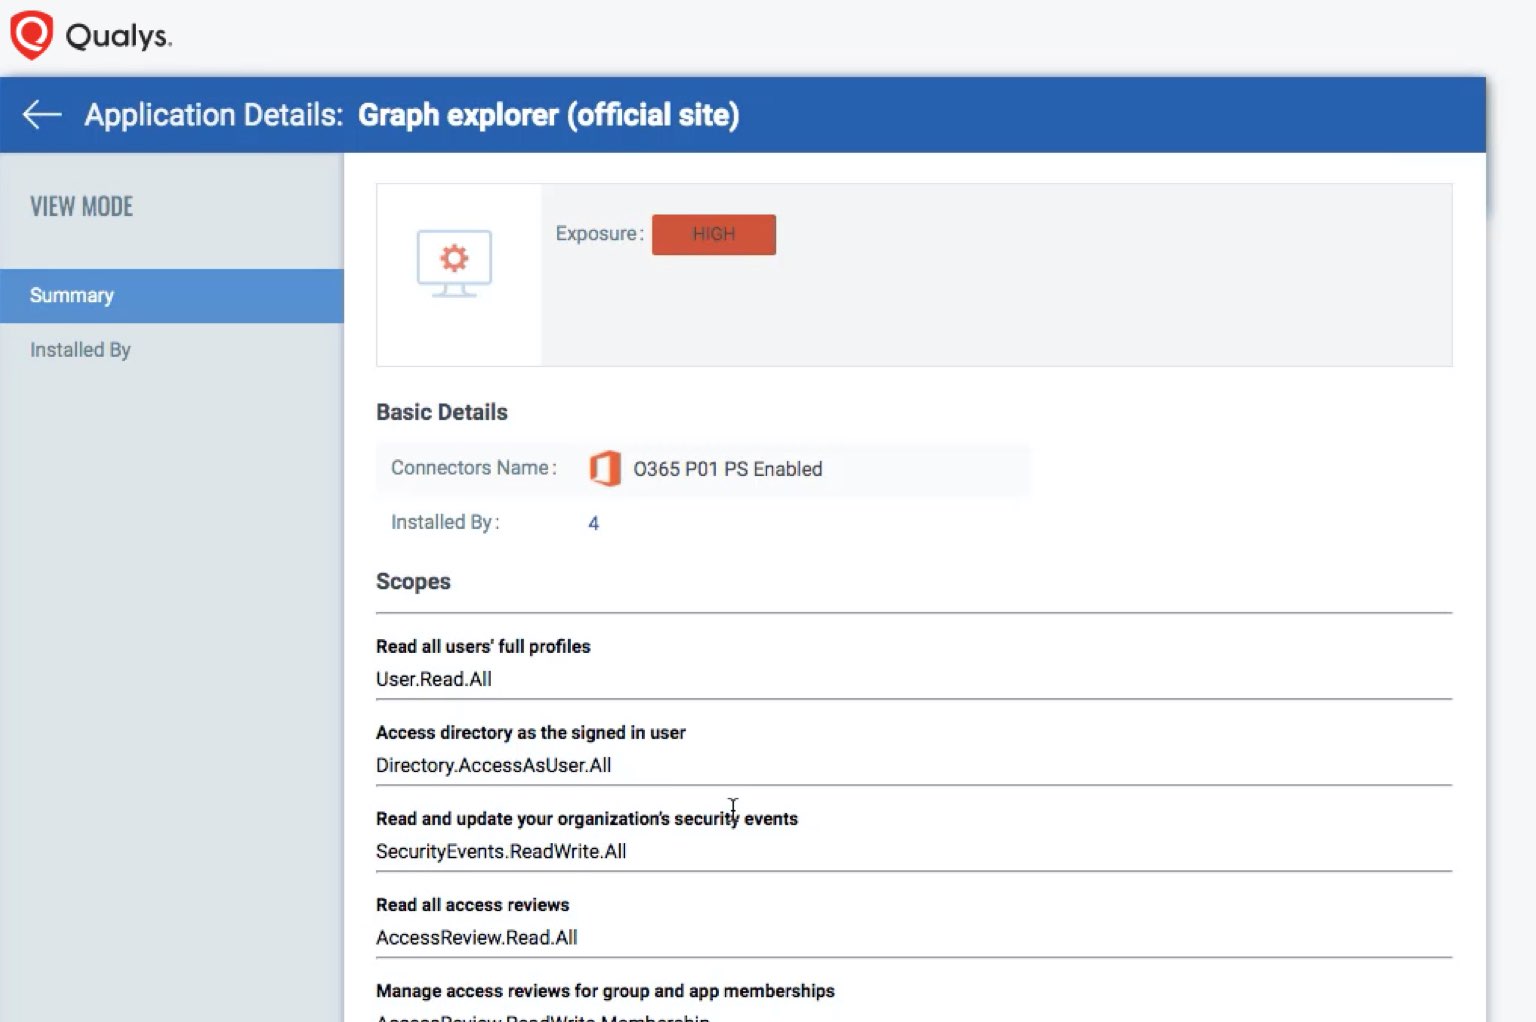 Qualys.
Application Details: Graph explorer (official site)
VIEW MODE
Summary
Installed By
Exposure: HIGH
Basic Details
Connectors Name: O365 P01 PS Enabled
Installed By: 4
Scopes
Read all users' full profiles
User.Read.All
Access directory as the signed in user
Directory.AccessAsUser.All
Read and update your organization's security events
SecurityEvents.ReadWrite.All
Read all access reviews
AccessReview.Read.All
Manage access reviews for group and app memberships
AccessReview.ReadWrite.Membership